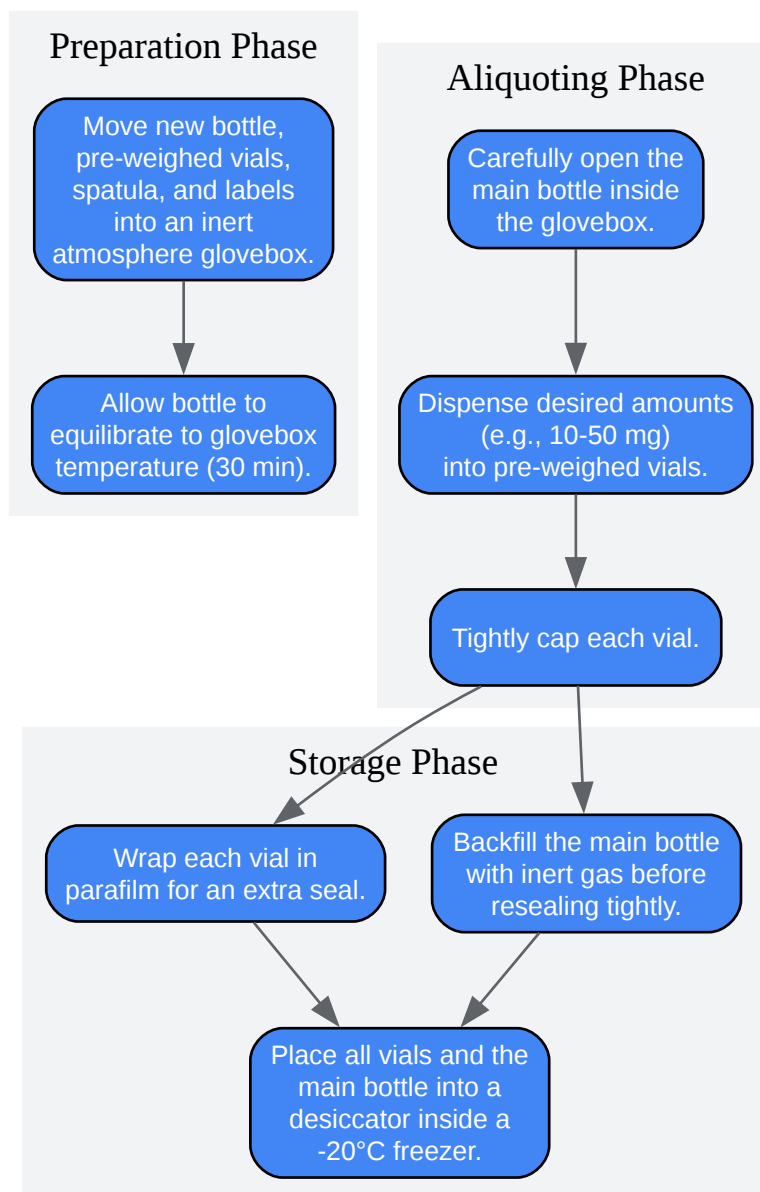 Preparation Phase
Move new bottle,
pre-weighed vials,
spatula, and labels
into an inert
atmosphere glovebox.
Allow bottle to
equilibrate to glovebox
temperature (30 min).
Aliquoting Phase
Carefully open the
main bottle inside
the glovebox.
Dispense desired amounts
(e.g., 10-50 mg)
into pre-weighed vials.
Tightly cap each vial.
Storage Phase
Wrap each vial in
parafilm for an extra seal.
Backfill the main bottle
with inert gas before
resealing tightly.
Place all vials and the
main bottle into a
desiccator inside a
-20°C freezer.